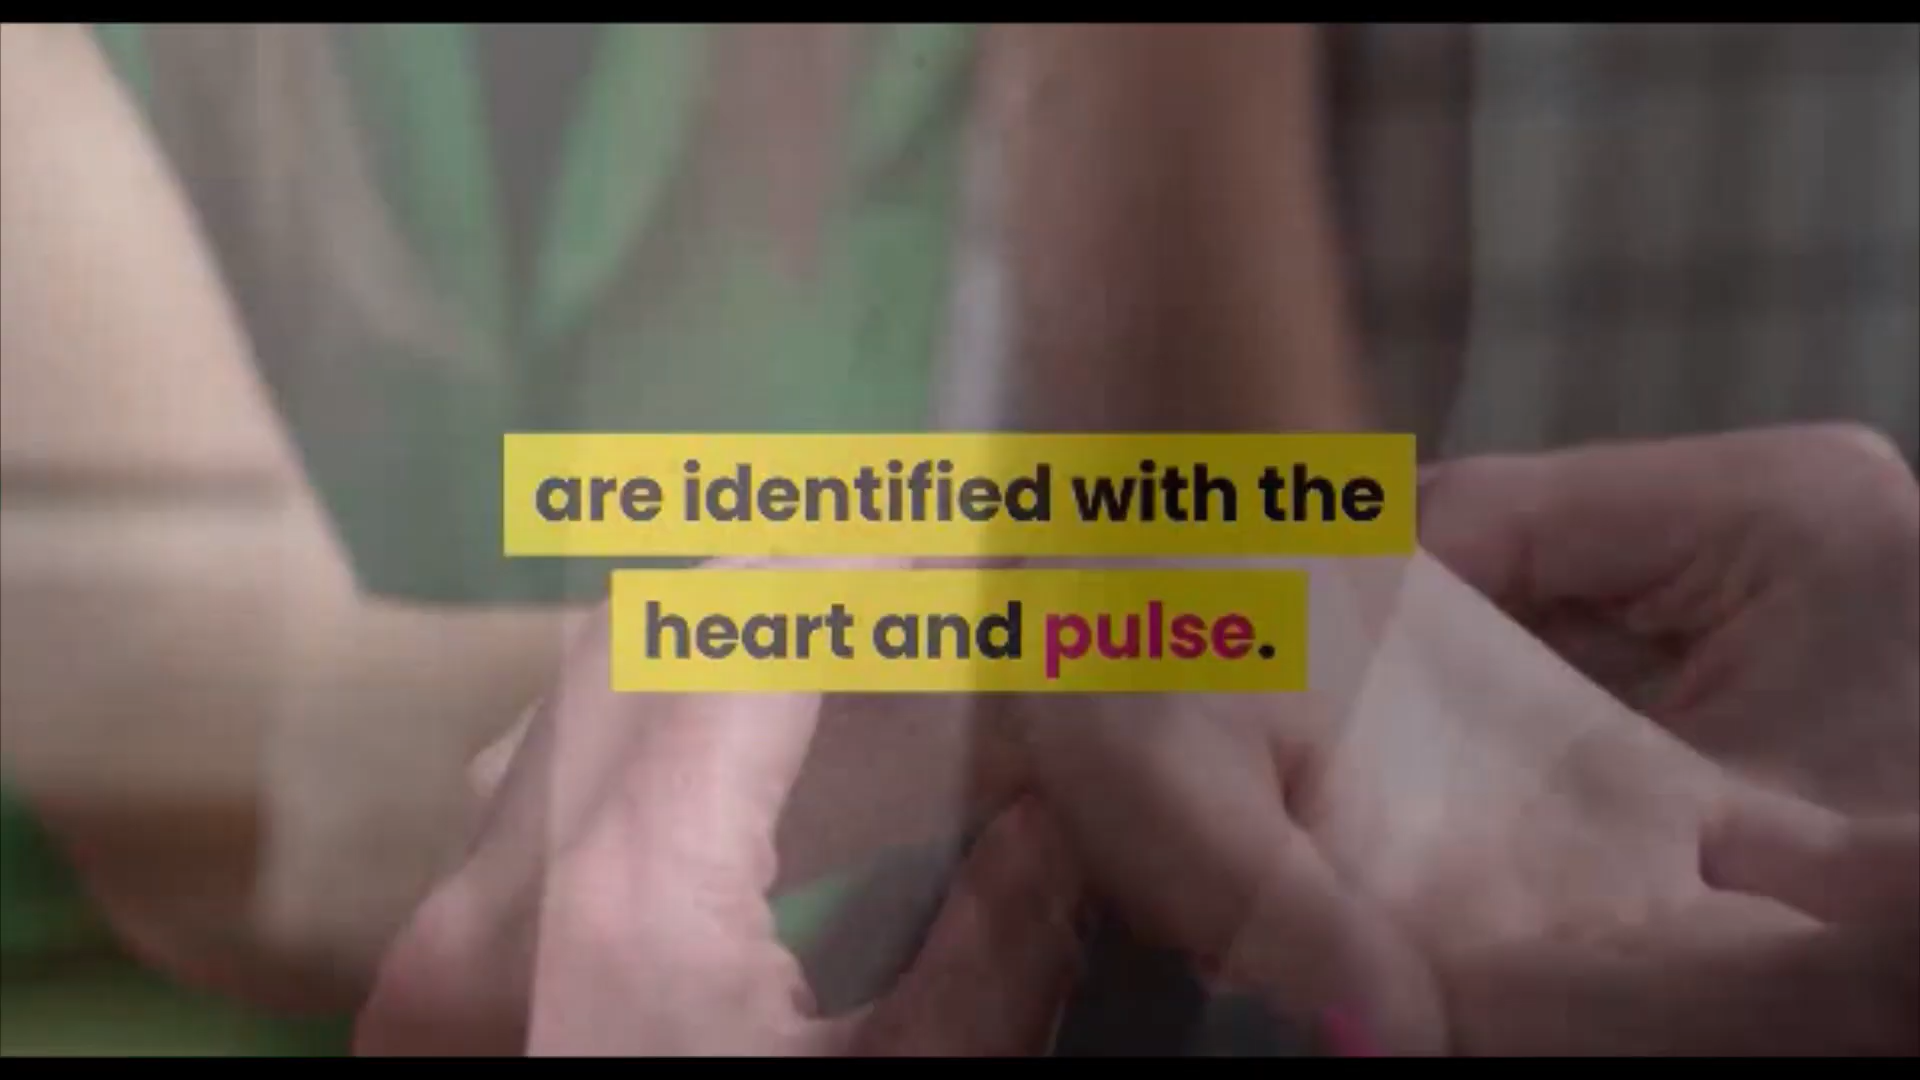 are identified with the
heart and pulse.